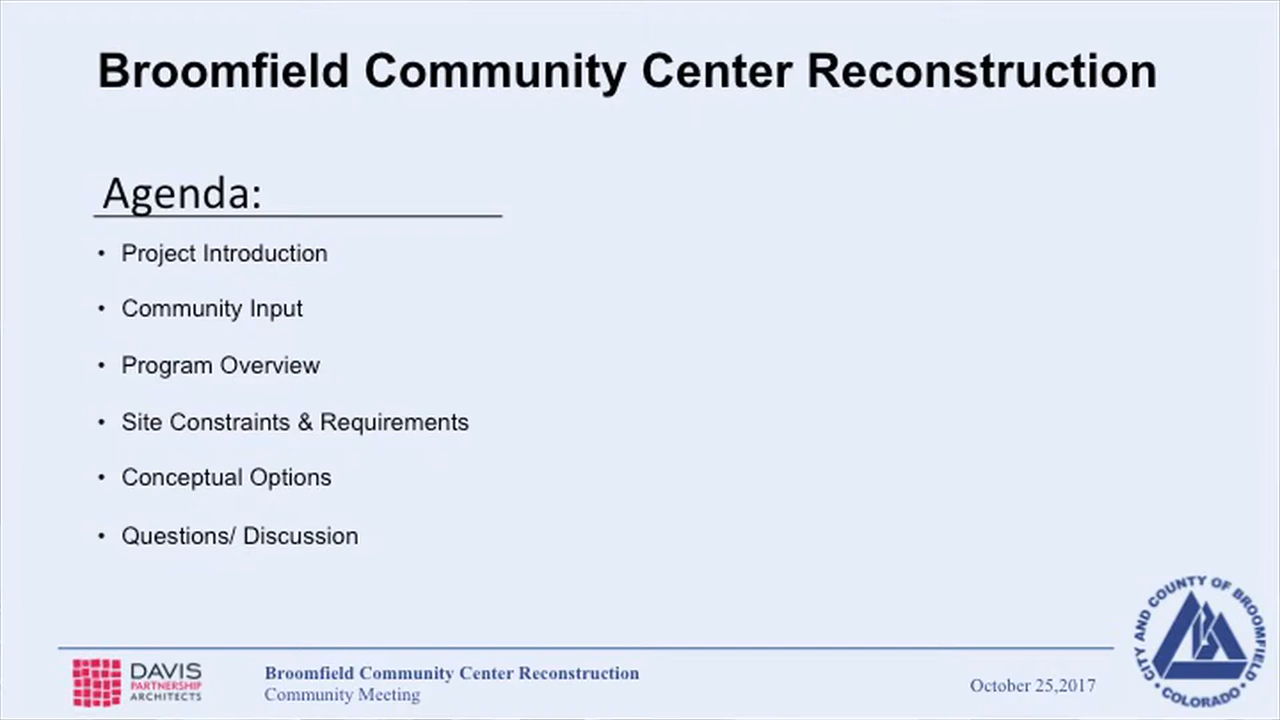 Broomfield Community Center Reconstruction
Agenda:
• Project Introduction
• Community Input
• Program Overview
• Site Constraints & Requirements
• Conceptual Options
• Questions/ Discussion
DAVIS
PARTNERSHIP
ARCHITECTS
Broomfield Community Center Reconstruction
Community Meeting
October 25,2017
CITY AND COUNTY OF BROOMFIELD
• COLORADO •